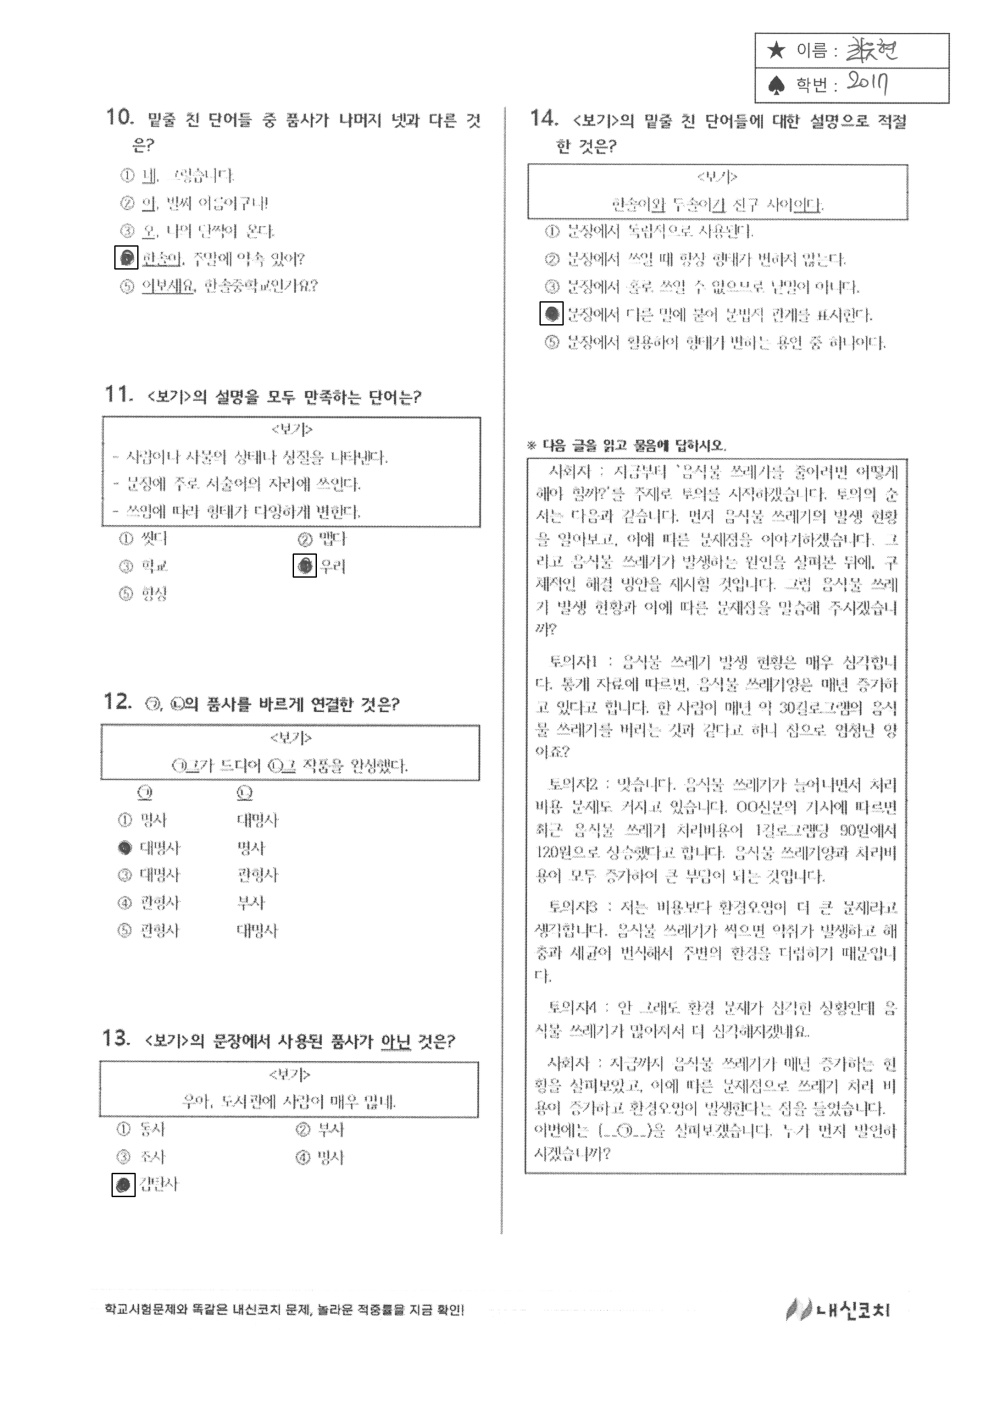 ★ 이름 :
♠ 학번 : 2017
10. 밑줄 친 단어들 중 품사가 나머지 넷과 다른 것
은?
① 네, 그렇습니다.
② 아, 벌써 여름이구나!
③ 오, 나의 단짝이 온다.
한솔아, 주말에 약속 있어?
⑤ 여보세요, 한솔중학교인가요?
11. <보기>의 설명을 모두 만족하는 단어는?
<보기>
- 사람이나 사물의 상태나 성질을 나타낸다.
- 문장에 주로 서술어의 자리에 쓰인다.
- 쓰임에 따라 형태가 다양하게 변한다.
① 씻다 ② 맵다
③ 학교 우리
⑤ 항상
12. ㉠, ㉡의 품사를 바르게 연결한 것은?
<보기>
㉠그가 드디어 ㉡그 작품을 완성했다.
㉠ ㉡
① 명사 대명사
대명사 명사
③ 대명사 관형사
④ 관형사 부사
⑤ 관형사 대명사
13. <보기>의 문장에서 사용된 품사가 아닌 것은?
<보기>
우아, 도서관에 사람이 매우 많네.
① 동사 ② 부사
③ 조사 ④ 명사
감탄사
14. <보기>의 밑줄 친 단어들에 대한 설명으로 적절
한 것은?
<보기>
한솔이와 두솔이가 친구 사이이다.
① 문장에서 독립적으로 사용된다.
② 문장에서 쓰일 때 항상 형태가 변하지 않는다.
③ 문장에서 홀로 쓰일 수 없으므로 낱말이 아니다.
문장에서 다른 말에 붙어 문법적 관계를 표시한다.
⑤ 문장에서 활용하여 형태가 변하는 용언 중 하나이다.
※ 다음 글을 읽고 물음에 답하시오.
사회자 : 지금부터 '음식물 쓰레기를 줄이려면 어떻게
해야 할까?'를 주제로 토의를 시작하겠습니다. 토의의 순
서는 다음과 같습니다. 먼저 음식물 쓰레기의 발생 현황
을 알아보고, 이에 따른 문제점을 이야기하겠습니다. 그
리고 음식물 쓰레기가 발생하는 원인을 살펴본 뒤에, 구
체적인 해결 방안을 제시할 것입니다. 그럼 음식물 쓰레
기 발생 현황과 이에 따른 문제점을 말씀해 주시겠습니
까?
토의자1 : 음식물 쓰레기 발생 현황은 매우 심각합니
다. 통계 자료에 따르면, 음식물 쓰레기양은 매년 증가하
고 있다고 합니다. 한 사람이 매년 약 30킬로그램의 음식
물 쓰레기를 버리는 것과 같다고 하니 참으로 엄청난 양
이죠?
토의자2 : 맞습니다. 음식물 쓰레기가 늘어나면서 처리
비용 문제도 커지고 있습니다. OO신문의 기사에 따르면
최근 음식물 쓰레기 처리비용이 1킬로그램당 90원에서
120원으로 상승했다고 합니다. 음식물 쓰레기양과 처리비
용이 모두 증가하여 큰 부담이 되는 것입니다.
토의자3 : 저는 비용보다 환경오염이 더 큰 문제라고
생각합니다. 음식물 쓰레기가 썩으면 악취가 발생하고 해
충과 세균이 번식해서 주변의 환경을 더럽히기 때문입니
다.
토의자4 : 안 그래도 환경 문제가 심각한 상황인데 음
식물 쓰레기가 많아져서 더 심각해지겠네요.
사회자 : 지금까지 음식물 쓰레기가 매년 증가하는 현
황을 살펴보았고, 이에 따른 문제점으로 쓰레기 처리 비
용이 증가하고 환경오염이 발생한다는 점을 들었습니다.
이번에는 (__㉠__)을 살펴보겠습니다. 누가 먼저 발언하
시겠습니까?
학교시험문제와 똑같은 내신코치 문제, 놀라운 적중률을 지금 확인!
내신코치